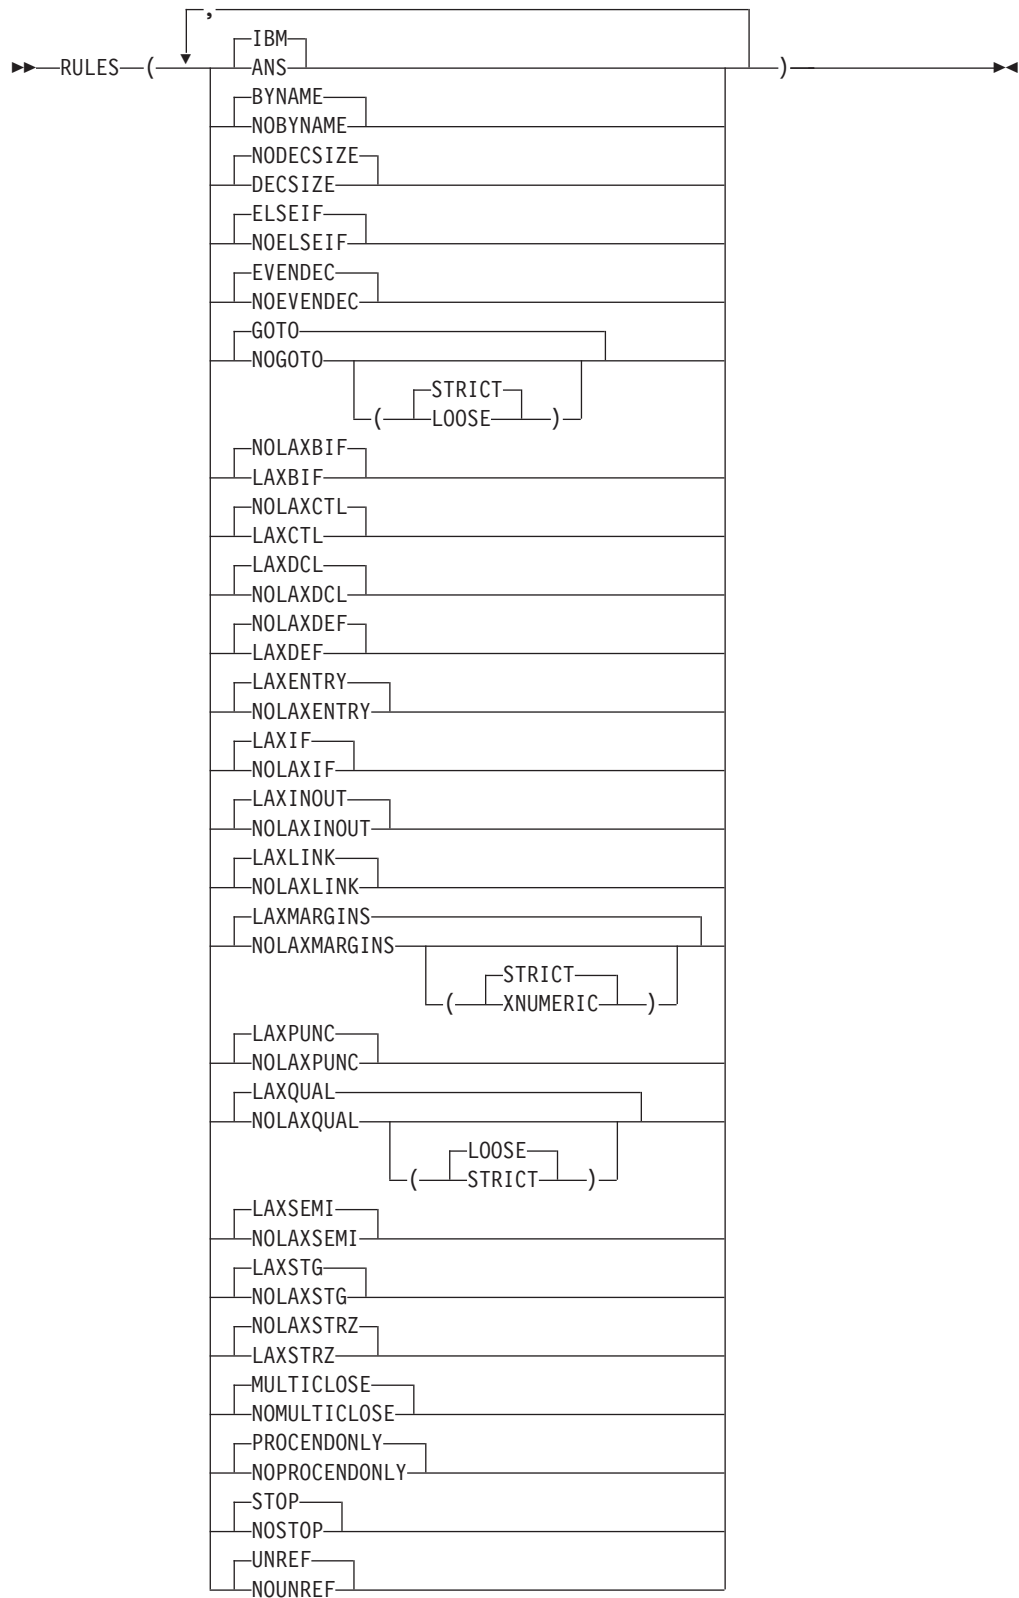 ,
IBM
RULES ( ANS )
BYNAME
NOBYNAME
NODECSIZE
DECSIZE
ELSEIF
NOELSEIF
EVENDEC
NOEVENDEC
GOTO
NOGOTO
STRICT
( LOOSE )
NOLAXBIF
LAXBIF
NOLAXCTL
LAXCTL
LAXDCL
NOLAXDCL
NOLAXDEF
LAXDEF
LAXENTRY
NOLAXENTRY
LAXIF
NOLAXIF
LAXINOUT
NOLAXINOUT
LAXLINK
NOLAXLINK
LAXMARGINS
NOLAXMARGINS
STRICT
( XNUMERIC )
LAXPUNC
NOLAXPUNC
LAXQUAL
NOLAXQUAL
LOOSE
( STRICT )
LAXSEMI
NOLAXSEMI
LAXSTG
NOLAXSTG
NOLAXSTRZ
LAXSTRZ
MULTICLOSE
NOMULTICLOSE
PROCENDONLY
NOPROCENDONLY
STOP
NOSTOP
UNREF
NOUNREF